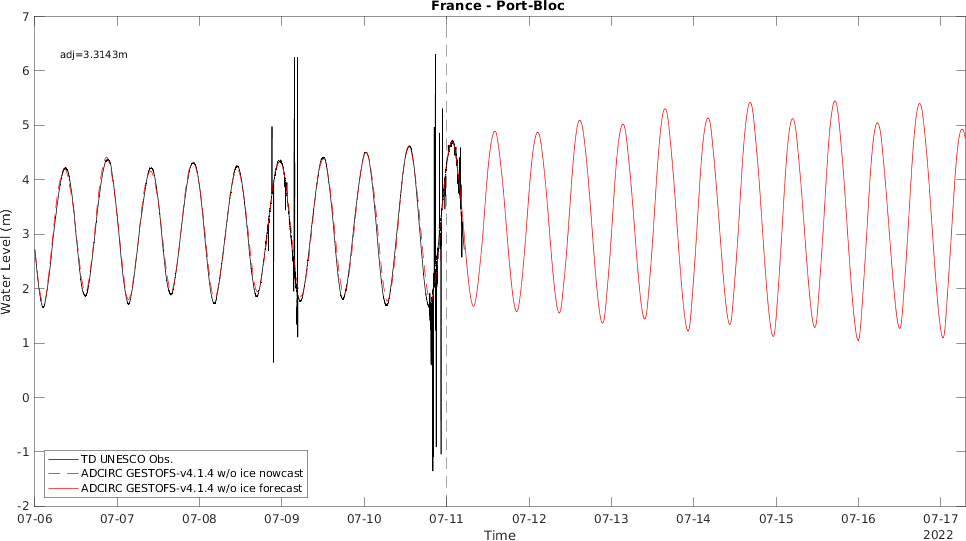 France - Port-Bloc
adj=3.3143m
Water Level (m)
7
6
5
4
3
2
1
0
-1
-2
TD UNESCO Obs.
ADCIRC GESTOFS-v4.1.4 w/o ice nowcast
ADCIRC GESTOFS-v4.1.4 w/o ice forecast
07-06 07-07 07-08 07-09 07-10 07-11 07-12 07-13 07-14 07-15 07-16 07-17
Time
2022